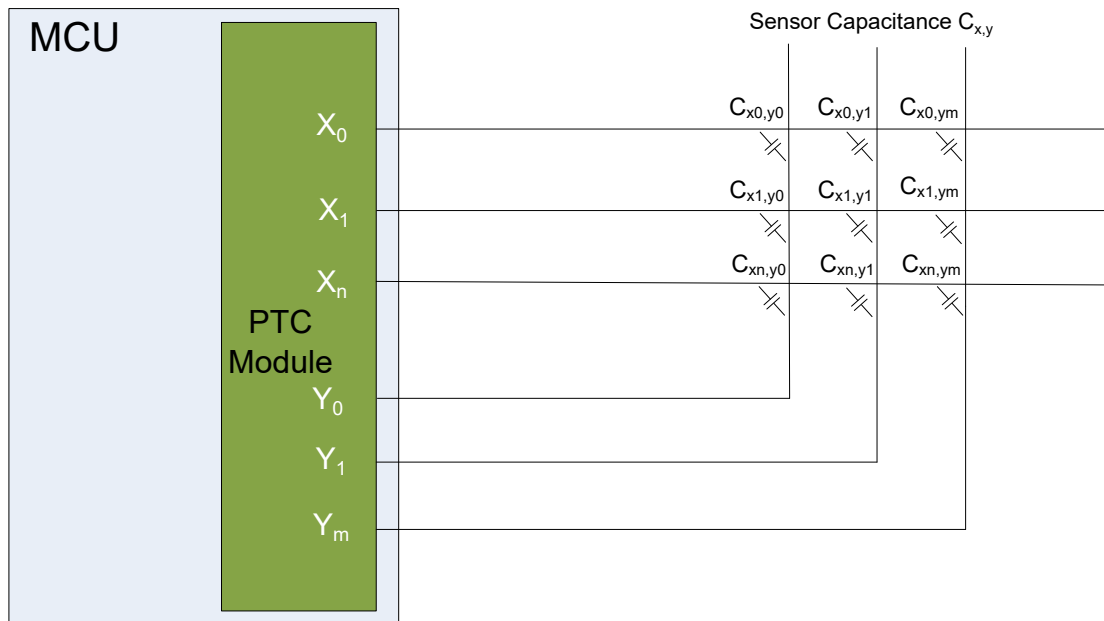 MCU
Sensor Capacitance Cx,y
X0
Cx0,y0 Cx0,y1 Cx0,ym
X1
Cx1,y0 Cx1,y1 Cx1,ym
Xn
Cxn,y0 Cxn,y1 Cxn,ym
PTC
Module
Y0
Y1
Ym